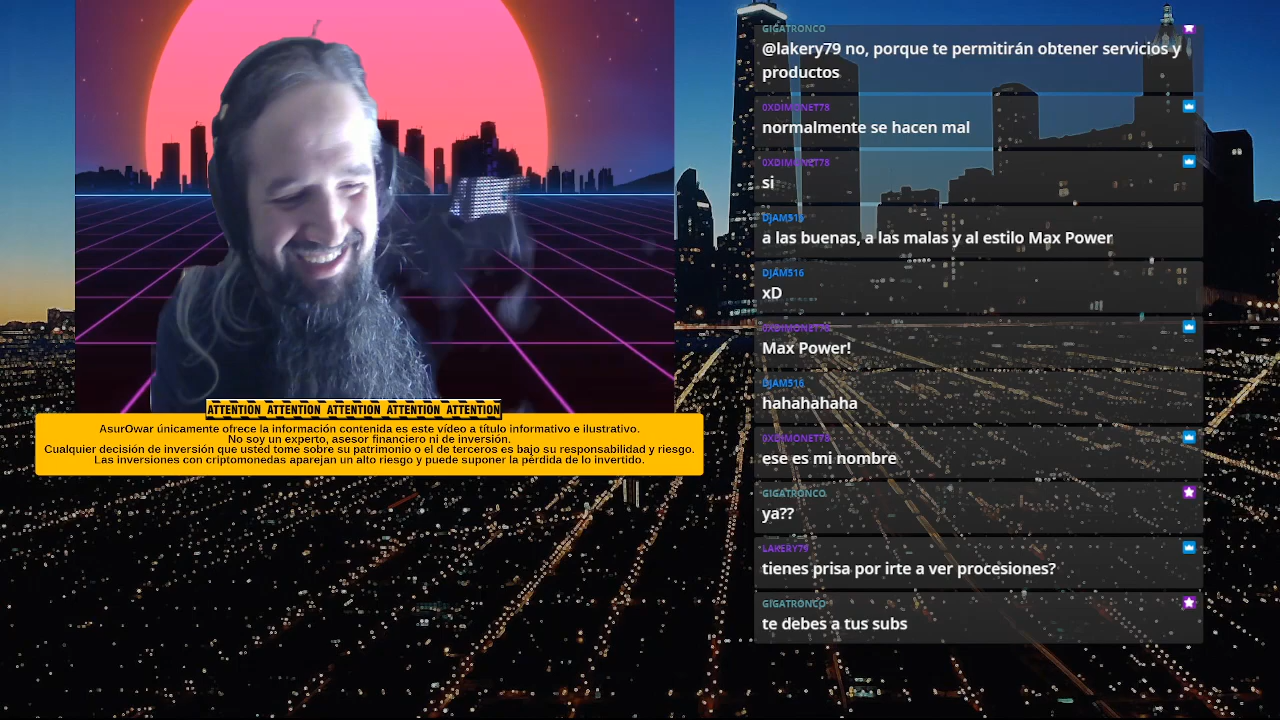 GIGATRONCO
@lakery79 no, porque te permitirán obtener servicios y
productos
0XDIMONET78
normalmente se hacen mal
0XDIMONET78
si
DJAM516
a las buenas, a las malas y al estilo Max Power
DJAM516
xD
0XDIMONET78
Max Power!
DJAM516
hahahahaha
0XDIMONET78
ese es mi nombre
GIGATRONCO
ya??
LAKERY79
tienes prisa por irte a ver procesiones?
GIGATRONCO
te debes a tus subs
ATTENTION ATTENTION ATTENTION ATTENTION ATTENTION
AsurOwar únicamente ofrece la información contenida es este vídeo a título informativo e ilustrativo.
No soy un experto, asesor financiero ni de inversión.
Cualquier decisión de inversión que usted tome sobre su patrimonio o el de terceros es bajo su responsabilidad y riesgo.
Las inversiones con criptomonedas aparejan un alto riesgo y puede suponer la pérdida de lo invertido.